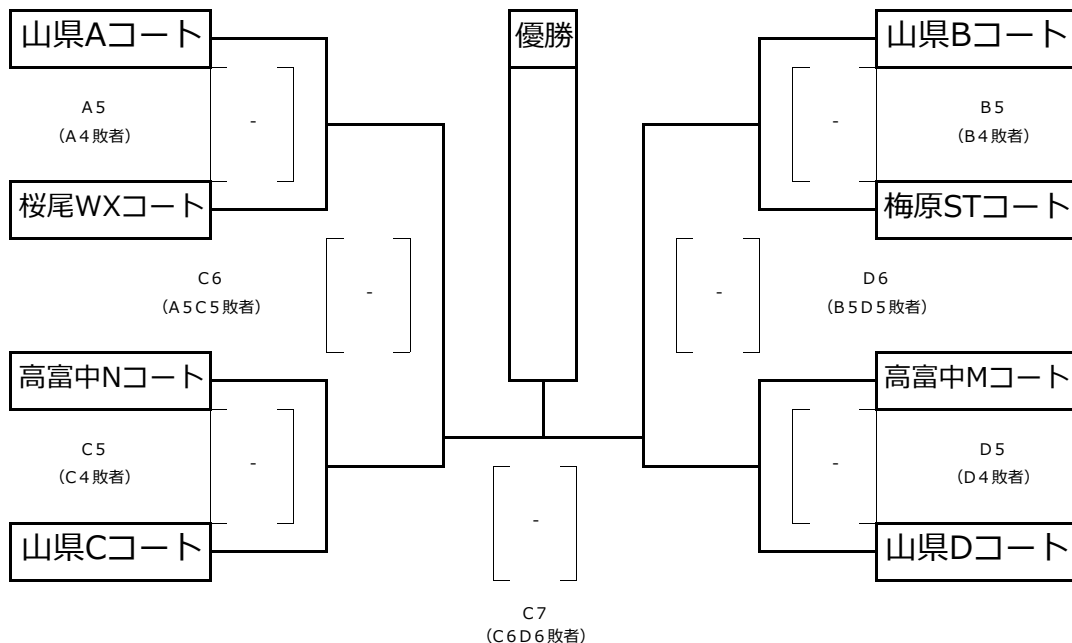 山県Aコート
優勝
山県Bコート
A５
（A４敗者）
-
-
B５
（B４敗者）
桜尾WXコート
梅原STコート
C６
（A５C５敗者）
-
-
D６
（B５D５敗者）
高富中Nコート
高富中Mコート
C５
（C４敗者）
-
-
D５
（D４敗者）
山県Cコート
-
山県Dコート
C７
（C６D６敗者）